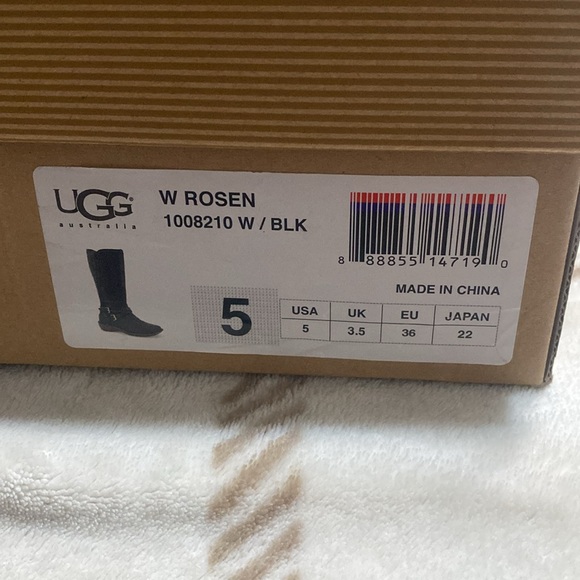 UGG
australia
W ROSEN
1008210 W / BLK
8 88855 14719 0
MADE IN CHINA
5
USA UK EU JAPAN
5 3.5 36 22